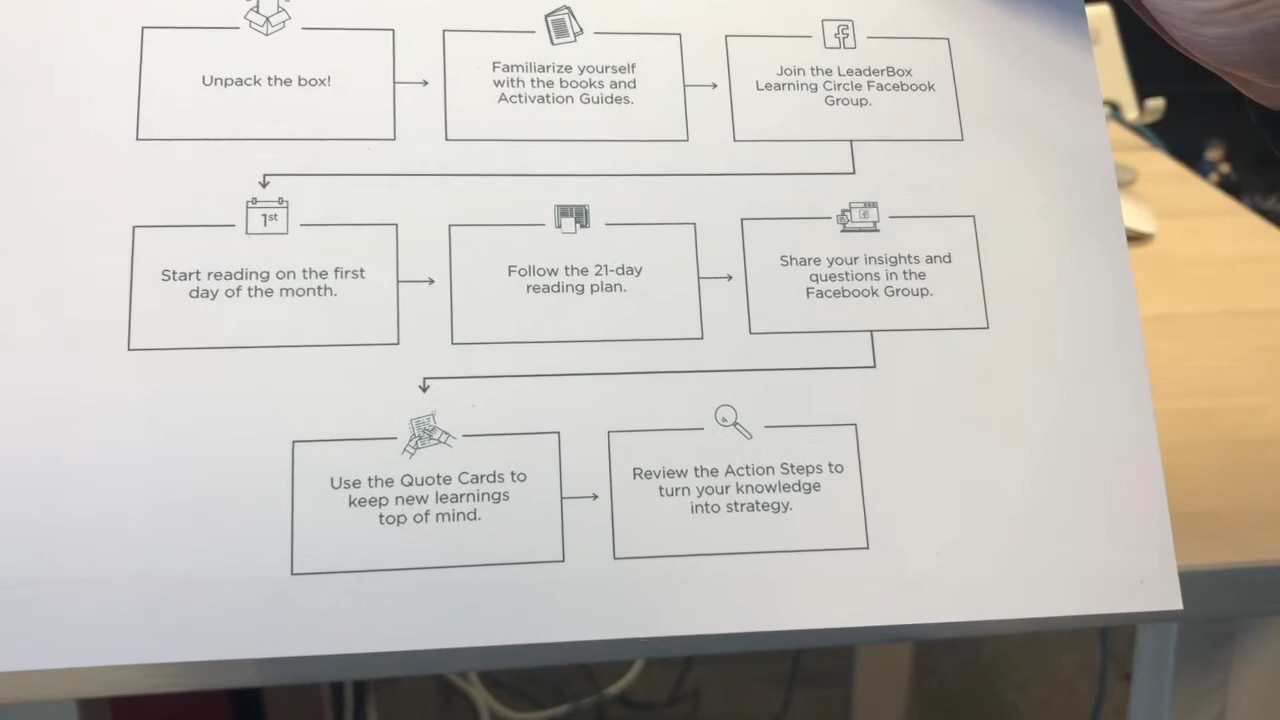 Unpack the box!
Familiarize yourself
with the books and
Activation Guides.
Join the LeaderBox
Learning Circle Facebook
Group.
1st
Start reading on the first
day of the month.
Follow the 21-day
reading plan.
Share your insights and
questions in the
Facebook Group.
Use the Quote Cards to
keep new learnings
top of mind.
Review the Action Steps to
turn your knowledge
into strategy.